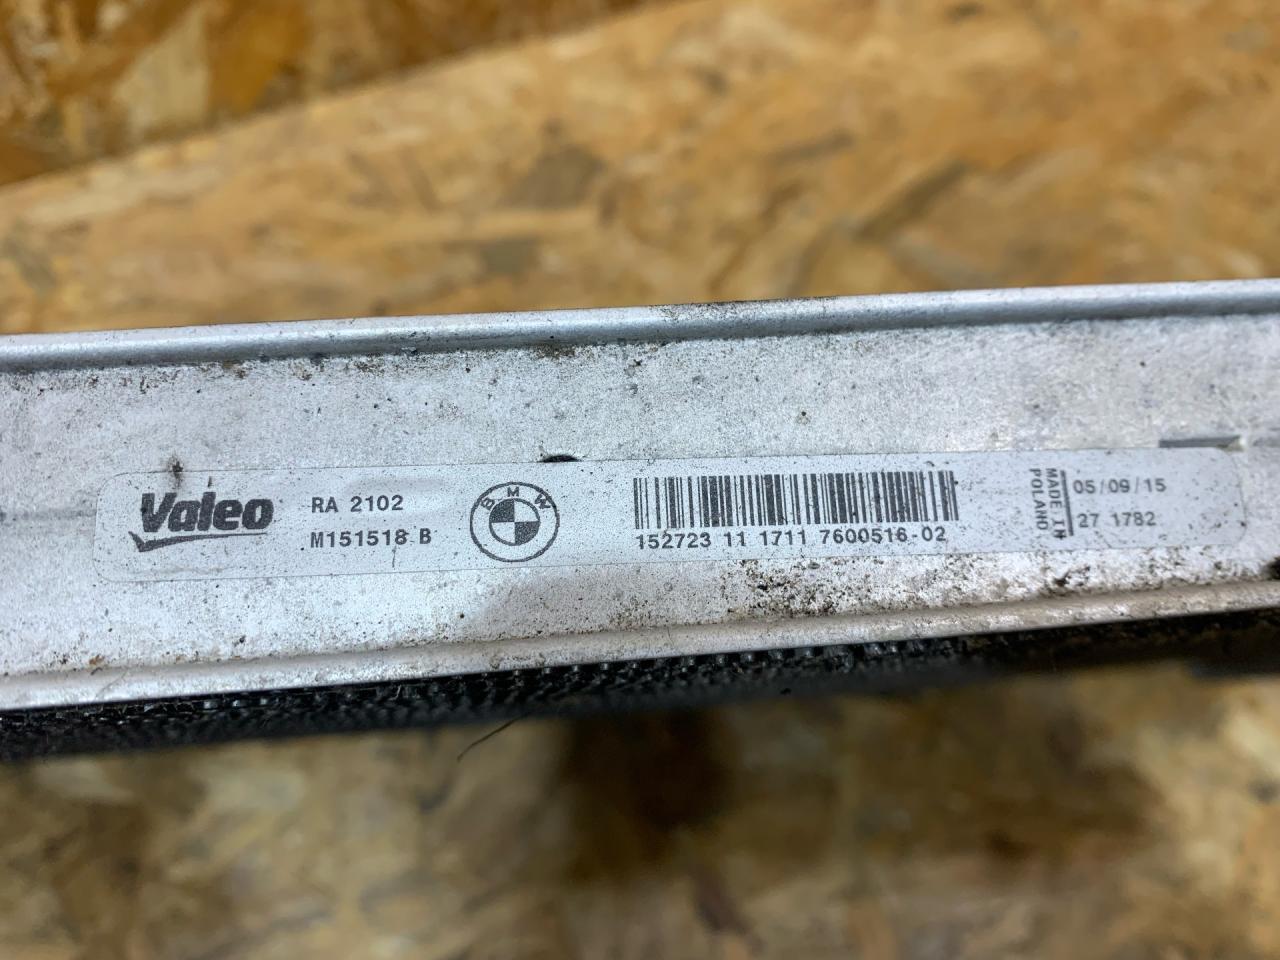 Valeo
RA 2102
M151518 B
BMW
152723 11 1711 7600516-02
MADE IN
POLAND
05/09/15
27 1782